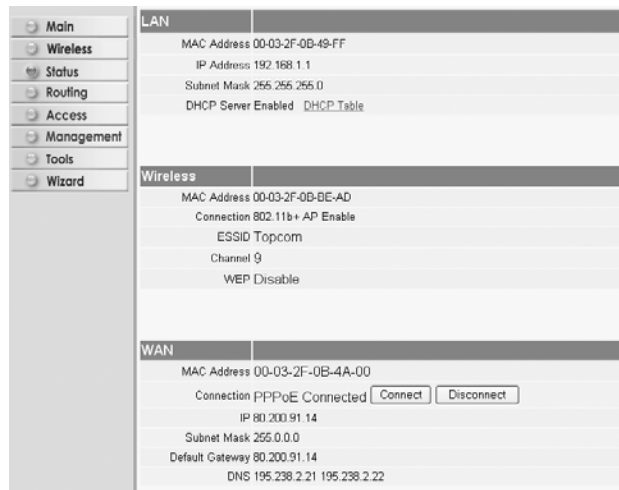 Main
Wireless
Status
Routing
Access
Management
Tools
Wizard
LAN
MAC Address 00-03-2F-0B-49-FF
IP Address 192.168.1.1
Subnet Mask 255.255.255.0
DHCP Server Enabled DHCP Table
Wireless
MAC Address 00-03-2F-0B-BE-AD
Connection 802.11b+ AP Enable
ESSID Topcom
Channel 9
WEP Disable
WAN
MAC Address 00-03-2F-0B-4A-00
Connection PPPoE Connected Connect Disconnect
IP 80.200.91.14
Subnet Mask 255.0.0.0
Default Gateway 80.200.91.14
DNS 195.238.2.21 195.238.2.22